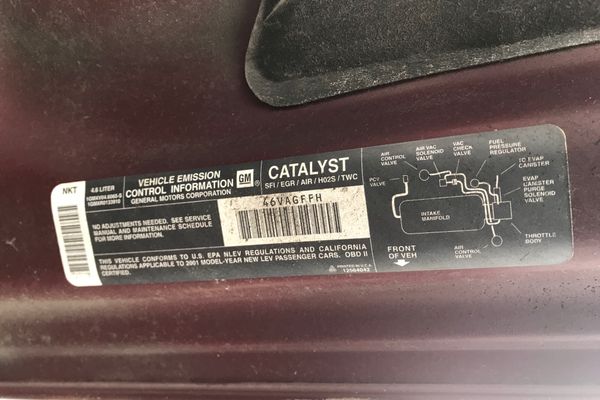 NKT
4.6 LITER
VEHICLE EMISSION
CONTROL INFORMATION
GENERAL MOTORS CORPORATION
GM
CATALYST
SFI / EGR / AIR / HO2S / TWC
46VAGFFH
NO ADJUSTMENTS NEEDED. SEE SERVICE
MANUAL AND MAINTENANCE SCHEDULE
FOR MORE INFORMATION.
THIS VEHICLE CONFORMS TO U.S. EPA NLEV REGULATIONS AND CALIFORNIA
REGULATIONS APPLICABLE TO 2001 MODEL-YEAR NEW LEV PASSENGER CARS. OBD II
PRINTED IN U.S.A.
12564042
PCV
VALVE
AIR
CONTROL
VALVE
AIR VAC
SOLENOID
VALVE
VAC
CHECK
VALVE
FUEL
PRESSURE
REGULATOR
TO EVAP
CANISTER
EVAP
CANISTER
PURGE
SOLENOID
VALVE
INTAKE
MANIFOLD
THROTTLE
BODY
AIR
CONTROL
VALVE
FRONT
OF VEH